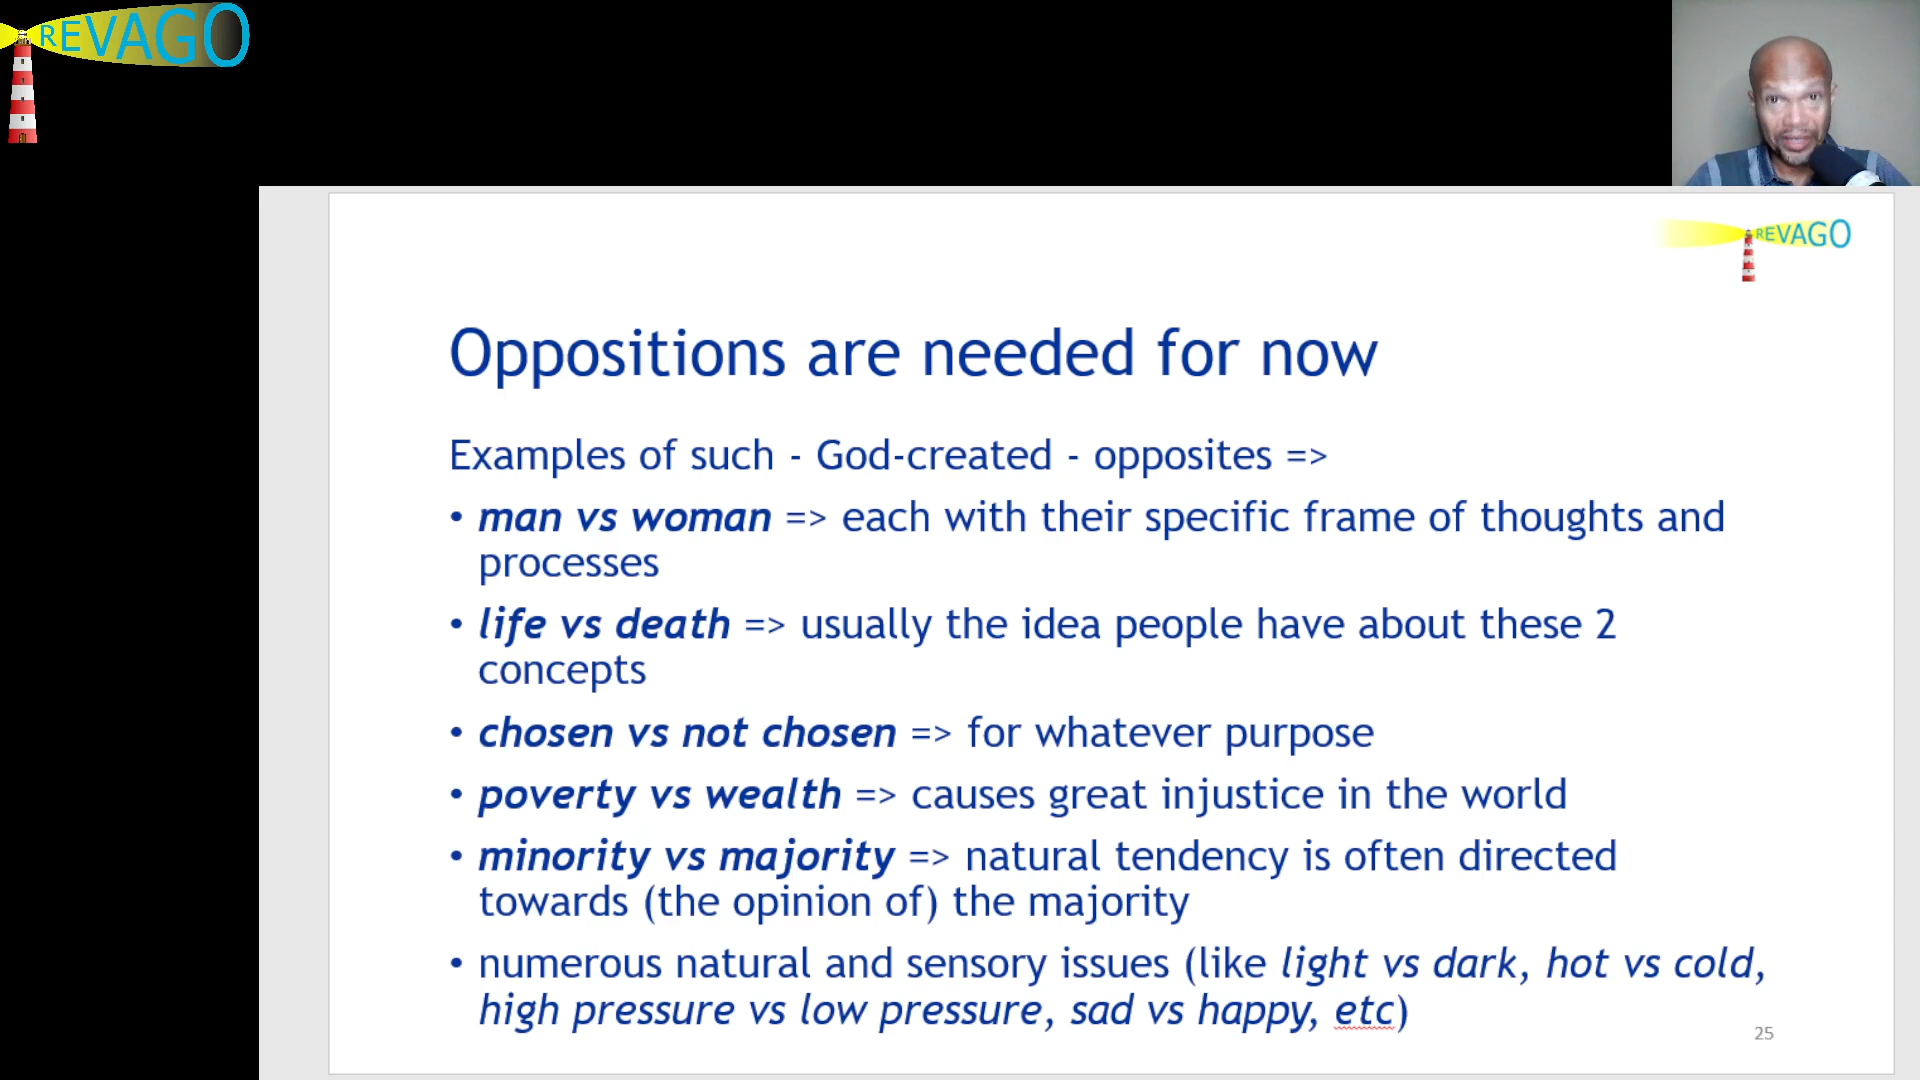 REVAGO
REVAGO
Oppositions are needed for now
Examples of such - God-created - opposites =>
• man vs woman => each with their specific frame of thoughts and
processes
• life vs death => usually the idea people have about these 2
concepts
• chosen vs not chosen => for whatever purpose
• poverty vs wealth => causes great injustice in the world
• minority vs majority => natural tendency is often directed
towards (the opinion of) the majority
• numerous natural and sensory issues (like light vs dark, hot vs cold,
high pressure vs low pressure, sad vs happy, etc)
25